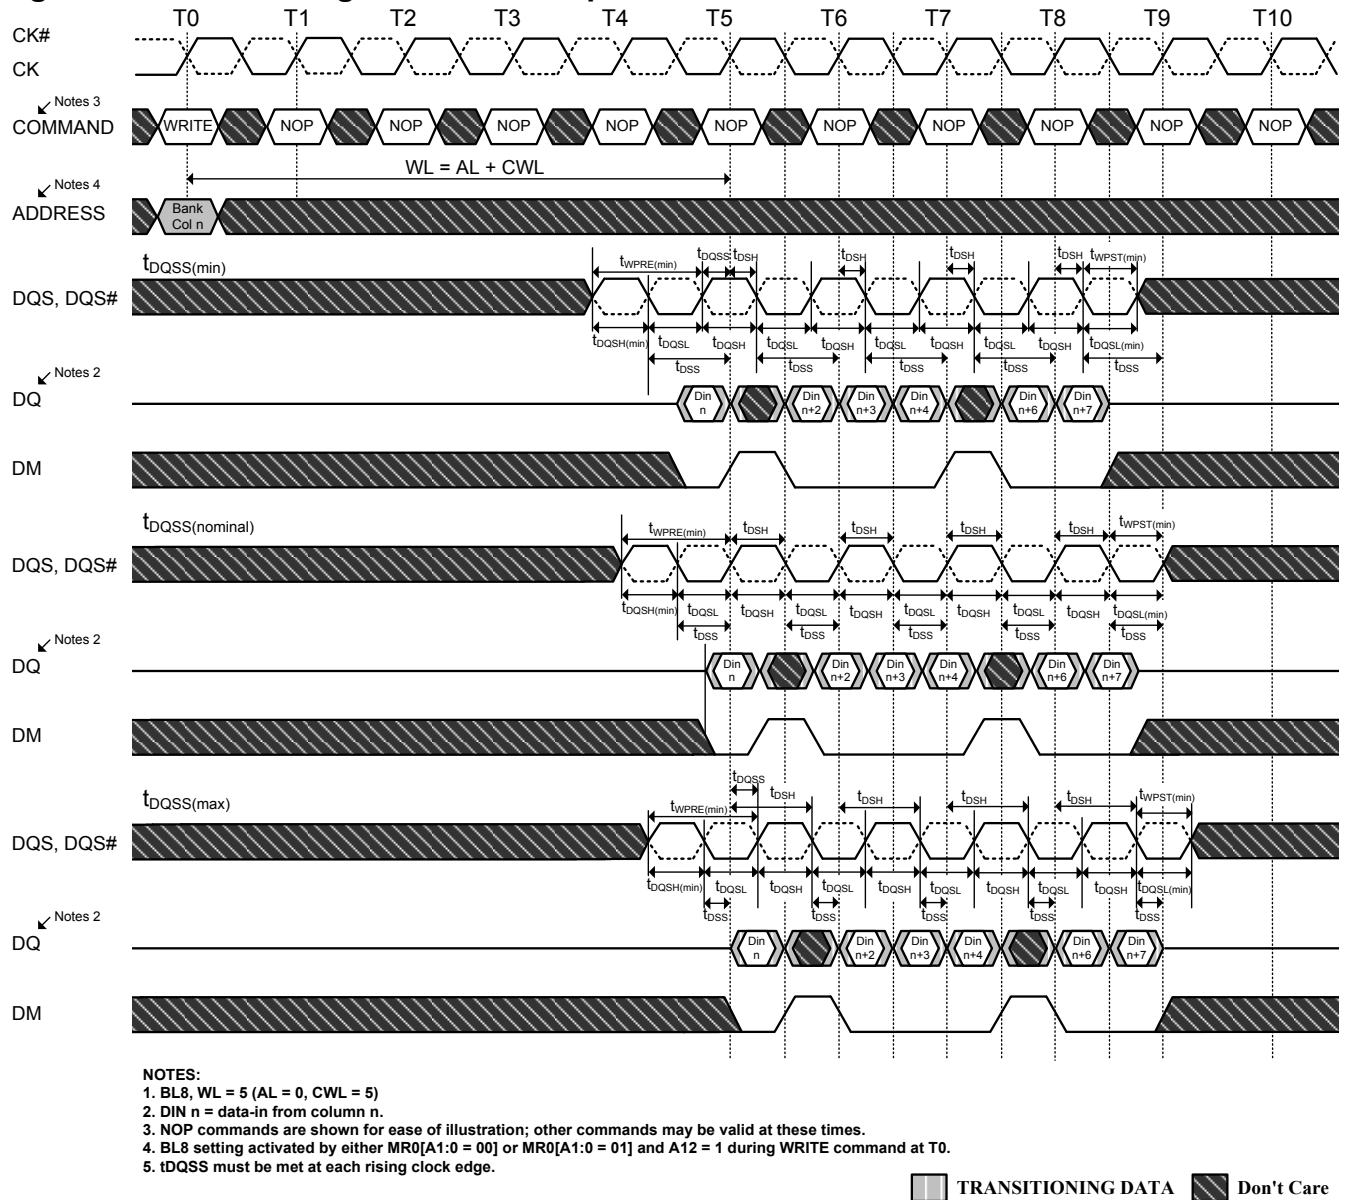 T0 T1 T2 T3 T4 T5 T6 T7 T8 T9 T10
CK#
CK
Notes 3
COMMAND WRITE NOP NOP NOP NOP NOP NOP NOP NOP NOP NOP
WL = AL + CWL
Notes 4
ADDRESS Bank Col n
tDQSS(min)
tWPRE(min) tDQSS tDSH tDSH tDSH tDSH tWPST(min)
DQS, DQS#
tDQSH(min) tDQSL tDQSH tDQSL tDQSH tDQSL tDQSH tDQSL tDQSH tDQSL(min)
tDSS tDSS tDSS tDSS tDSS
Notes 2
DQ Din n Din n+2 Din n+3 Din n+4 Din n+6 Din n+7
DM
tDQSS(nominal)
tWPRE(min) tDSH tDSH tDSH tDSH tWPST(min)
DQS, DQS#
tDQSH(min) tDQSL tDQSH tDQSL tDQSH tDQSL tDQSH tDQSL tDQSH tDQSL(min)
tDSS tDSS tDSS tDSS tDSS
Notes 2
DQ Din n Din n+2 Din n+3 Din n+4 Din n+6 Din n+7
DM
tDQSS
tDQSS(max)
tWPRE(min) tDSH tDSH tDSH tDSH tWPST(min)
DQS, DQS#
tDQSH(min) tDQSL tDQSH tDQSL tDQSH tDQSL tDQSH tDQSL tDQSH tDQSL(min)
tDSS tDSS tDSS tDSS tDSS
Notes 2
DQ Din n Din n+2 Din n+3 Din n+4 Din n+6 Din n+7
DM
NOTES:
1. BL8, WL = 5 (AL = 0, CWL = 5)
2. DIN n = data-in from column n.
3. NOP commands are shown for ease of illustration; other commands may be valid at these times.
4. BL8 setting activated by either MR0[A1:0 = 00] or MR0[A1:0 = 01] and A12 = 1 during WRITE command at T0.
5. tDQSS must be met at each rising clock edge.
TRANSITIONING DATA Don't Care